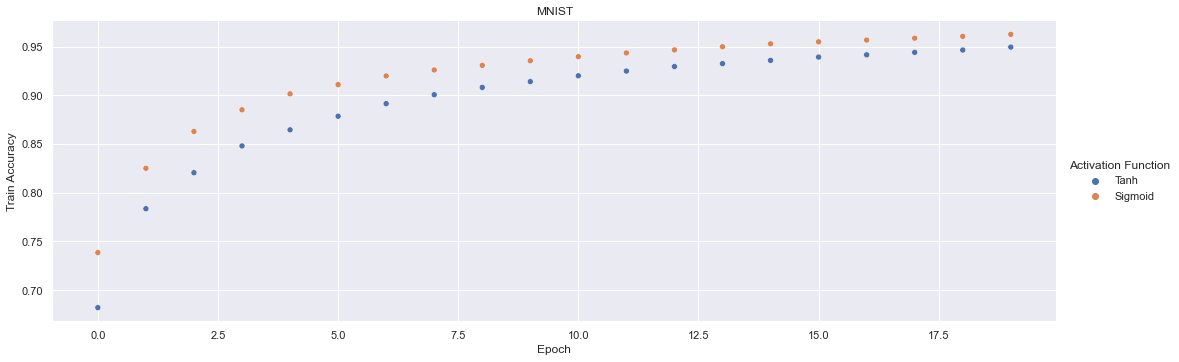 MNIST
Train Accuracy
0.95
0.90
0.85
0.80
0.75
0.70
0.0 2.5 5.0 7.5 10.0 12.5 15.0 17.5
Epoch
Activation Function
Tanh
Sigmoid